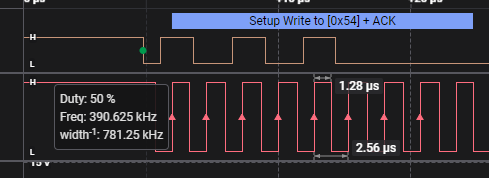 Setup Write to [0x54] + ACK
H
L
H
1.28 µs
Duty: 50 %
Freq: 390.625 kHz
width⁻¹: 781.25 kHz
2.56 µs
L